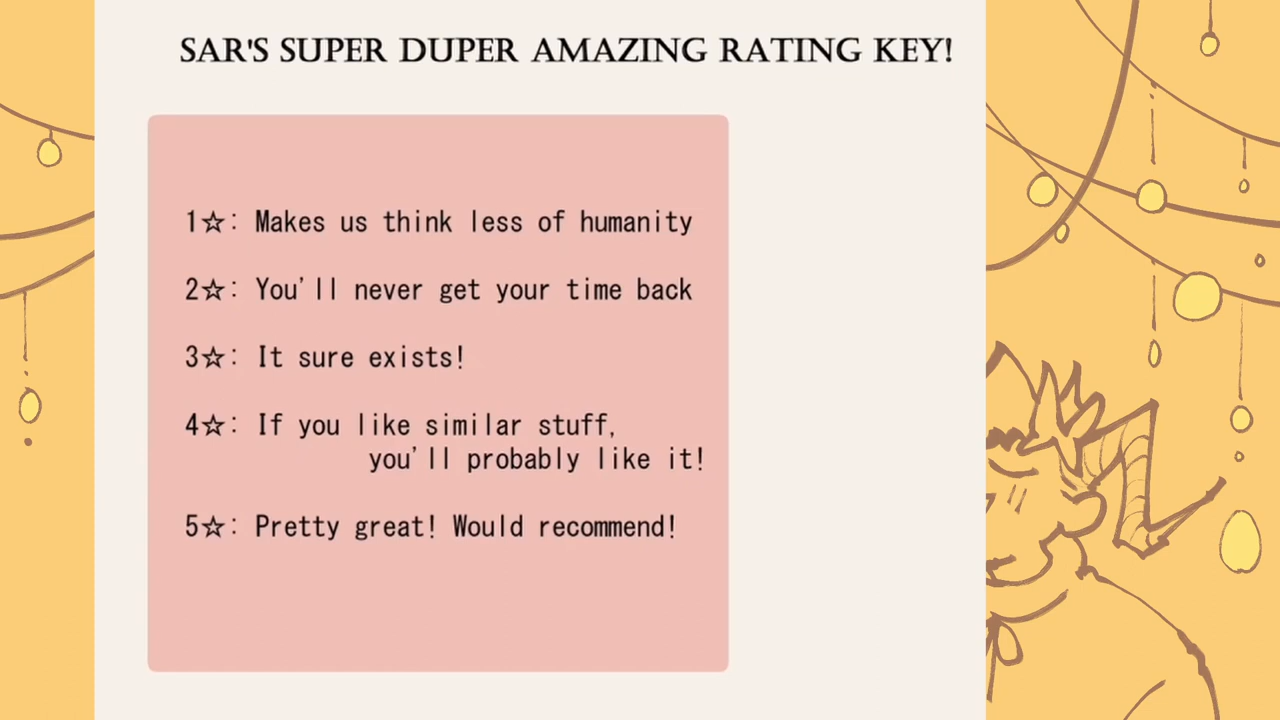 SAR'S SUPER DUPER AMAZING RATING KEY!
1☆: Makes us think less of humanity
2☆: You'll never get your time back
3☆: It sure exists!
4☆: If you like similar stuff,
you'll probably like it!
5☆: Pretty great! Would recommend!